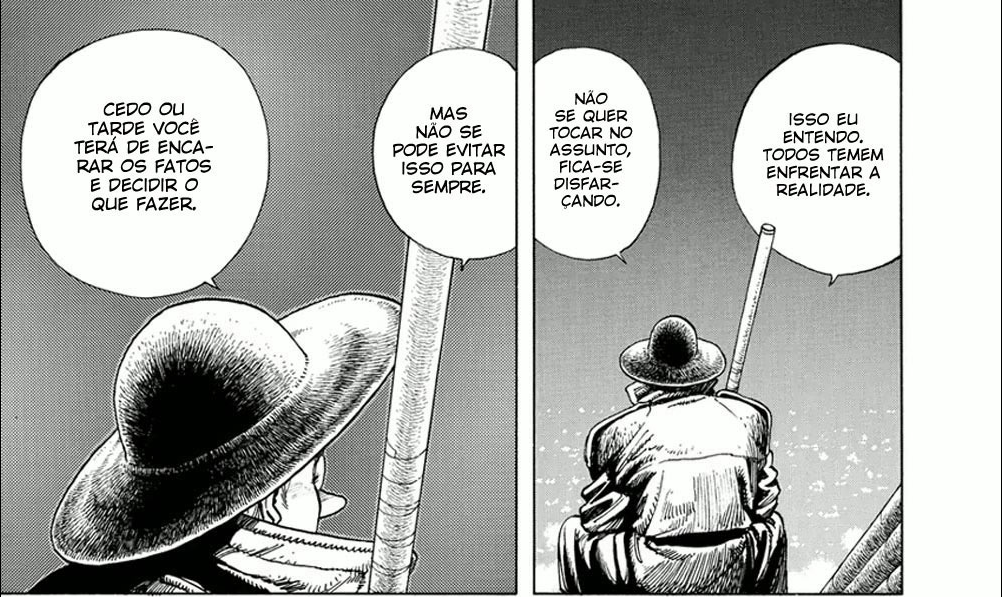 ISSO EU
ENTENDO.
TODOS TEMEM
ENFRENTAR A
REALIDADE.
NÃO
SE QUER
TOCAR NO
ASSUNTO,
FICA-SE
DISFAR-
ÇANDO.
MAS
NÃO SE
PODE EVITAR
ISSO PARA
SEMPRE.
CEDO OU
TARDE VOCÊ
TERÁ DE ENCA-
RAR OS FATOS
E DECIDIR O
QUE FAZER.